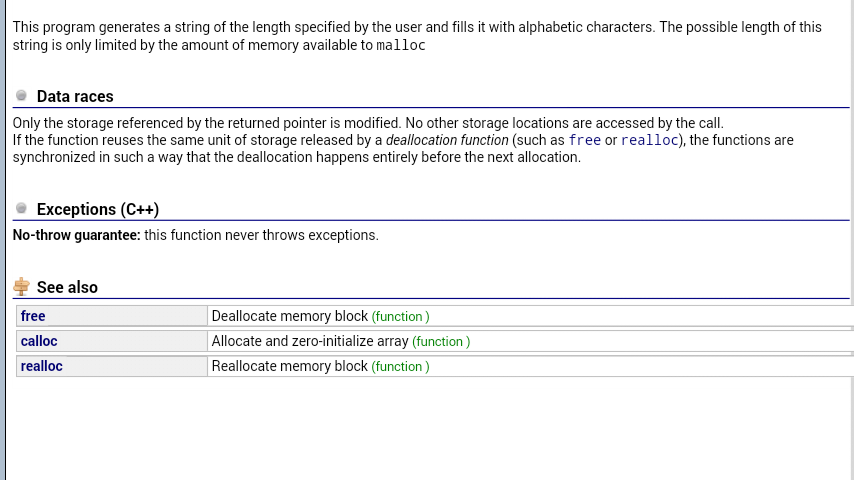 This program generates a string of the length specified by the user and fills it with alphabetic characters. The possible length of this
string is only limited by the amount of memory available to malloc
Data races
Only the storage referenced by the returned pointer is modified. No other storage locations are accessed by the call.
If the function reuses the same unit of storage released by a deallocation function (such as free or realloc), the functions are
synchronized in such a way that the deallocation happens entirely before the next allocation.
Exceptions (C++)
No-throw guarantee: this function never throws exceptions.
See also
free Deallocate memory block (function )
calloc Allocate and zero-initialize array (function )
realloc Reallocate memory block (function )